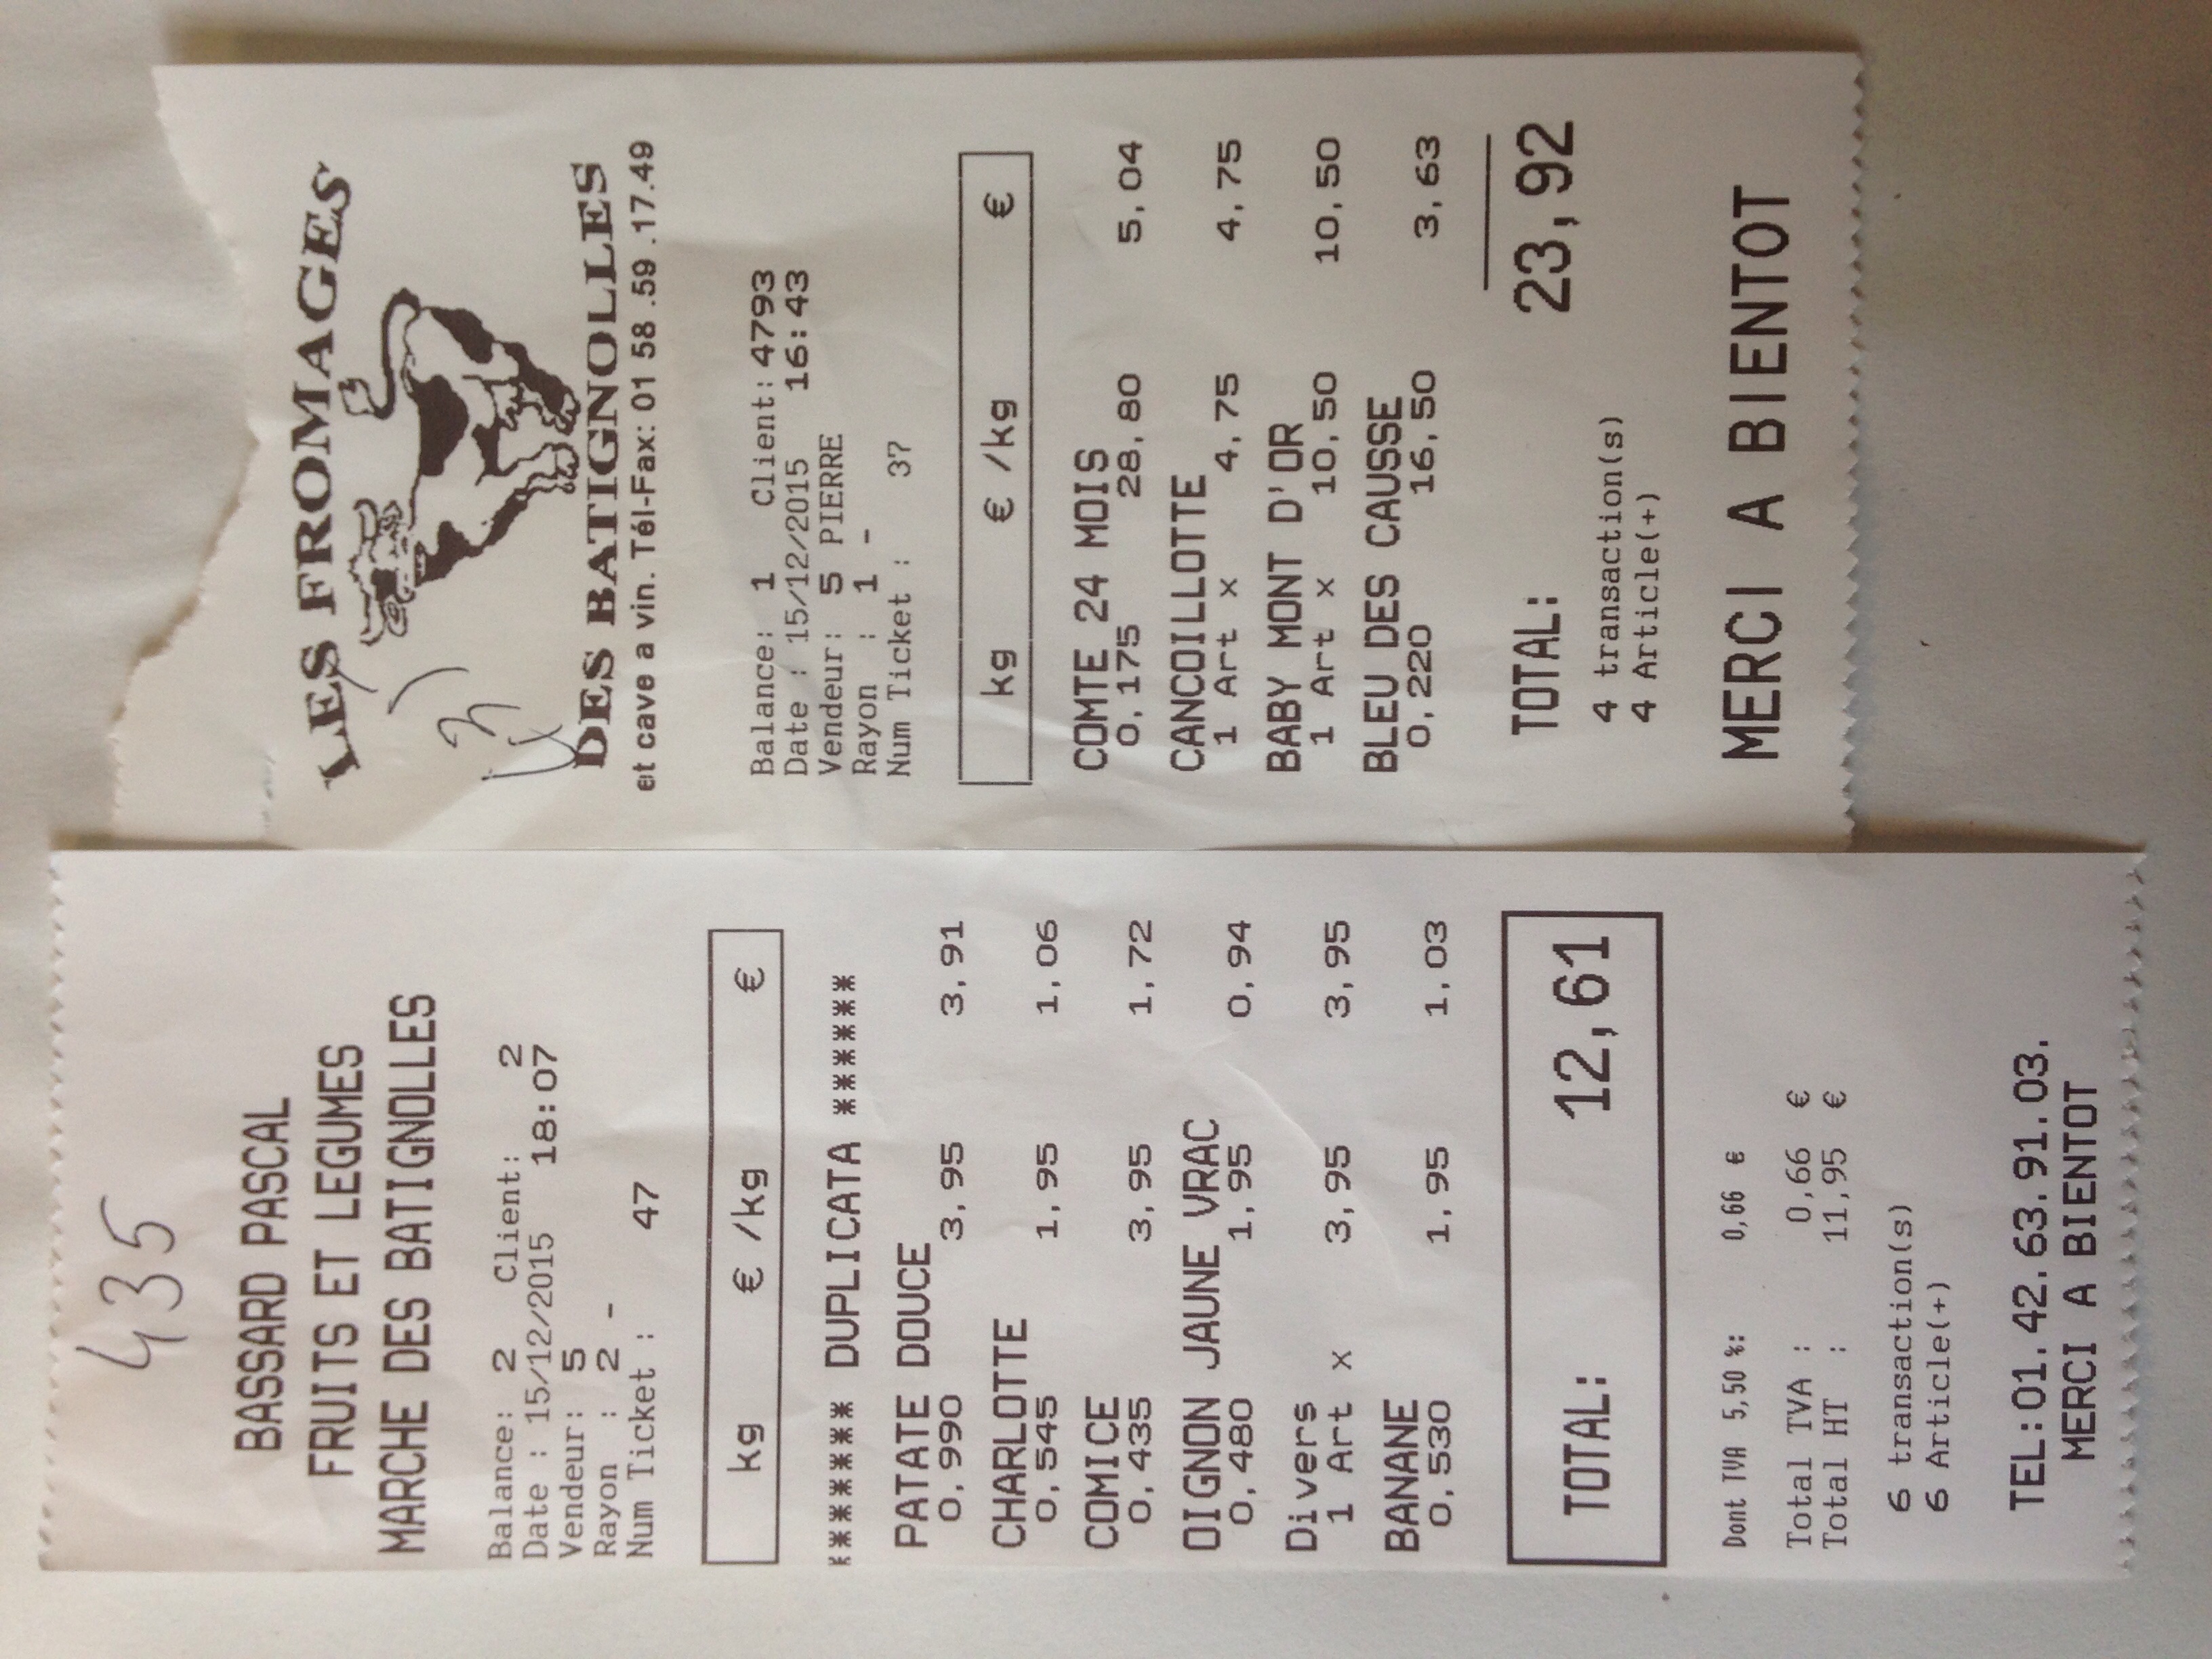 435
BASSARD PASCAL
FRUITS ET LEGUMES
MARCHE DES BATIGNOLLES
Balance: 2 Client: 2
Date : 15/12/2015 18:07
Vendeur: 5
Rayon : 2 -
Num Ticket : 47
kg € /kg €
******* DUPLICATA ******
PATATE DOUCE
0,990 3,95 3,91
CHARLOTTE
0,545 1,95 1,06
COMICE
0,435 3,95 1,72
OIGNON JAUNE VRAC
0,480 1,95 0,94
Divers
1 Art x 3,95 3,95
BANANE
0,530 1,95 1,03
TOTAL: 12,61
Dont TVA 5,50 %: 0,66 €
Total TVA : 0,66 €
Total HT : 11,95 €
6 transaction(s)
6 Article(+)
TEL:01.42.63.91.03.
MERCI A BIENTOT
LES FROMAGES
DES BATIGNOLLES
et cave a vin. Tél-Fax: 01 58 .59 .17.49
Balance: 1 Client: 4793
Date : 15/12/2015 16:43
Vendeur: 5 PIERRE
Rayon : 1 -
Num Ticket : 37
kg € /kg €
COMTE 24 MOIS
0,175 28,80 5,04
CANCOILLOTTE
1 Art x 4,75 4,75
BABY MONT D'OR
1 Art x 10,50 10,50
BLEU DES CAUSSE
0,220 16,50 3,63
TOTAL: 23,92
4 transaction(s)
4 Article(+)
MERCI A BIENTOT